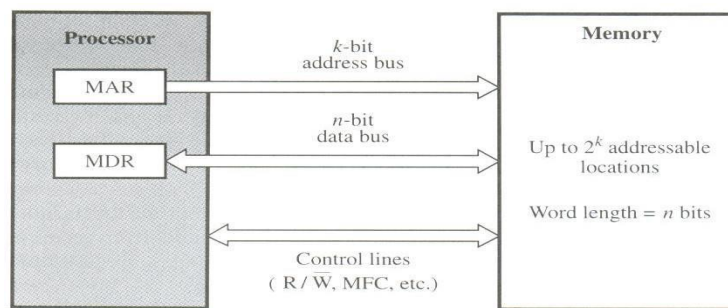 Processor
MAR
MDR
k-bit
address bus
n-bit
data bus
Control lines
( R / W̅, MFC, etc.)
Memory
Up to 2ᵏ addressable
locations
Word length = n bits